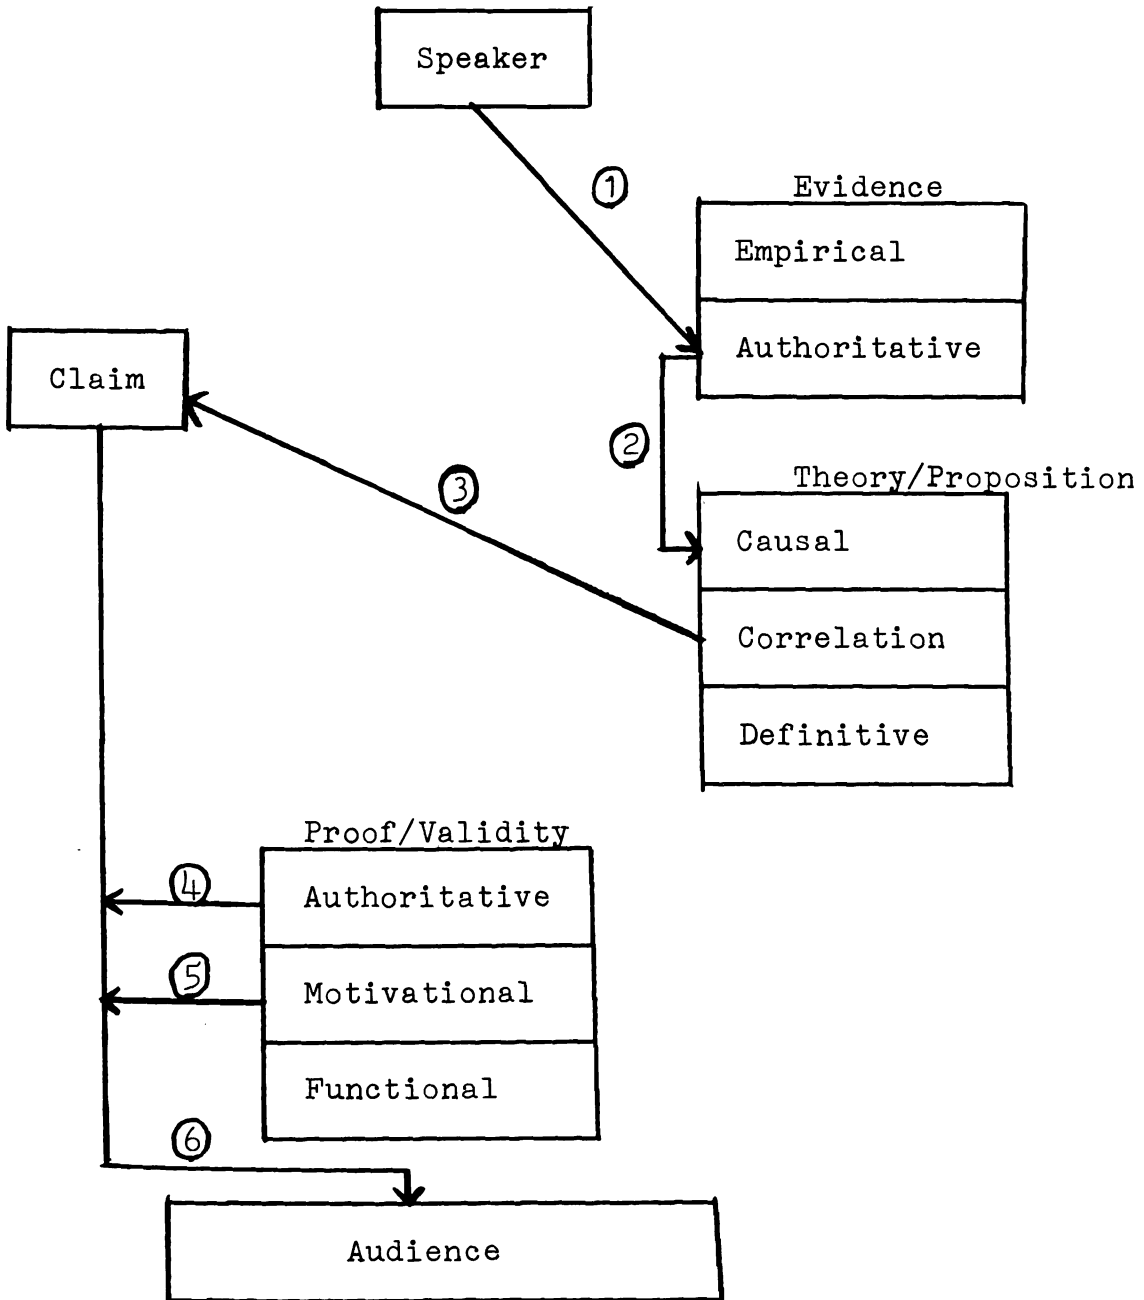 Speaker
①
Evidence
Empirical
Authoritative
Claim
②
③
Theory/Proposition
Causal
Correlation
Definitive
Proof/Validity
④
Authoritative
⑤
Motivational
Functional
⑥
Audience